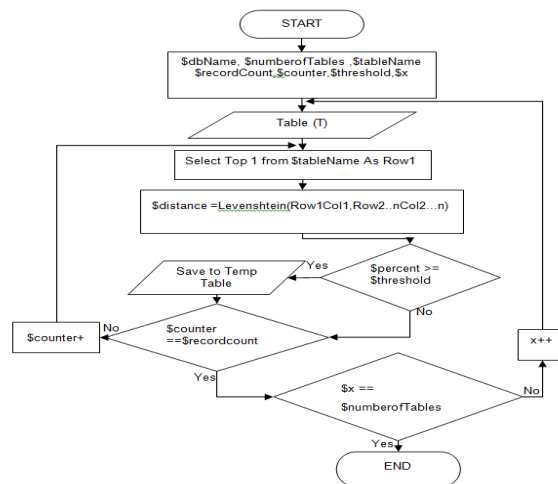 START
$dbName, $numberofTables ,$tableName
$recordCount,$counter,$threshold,$x
Table (T)
Select Top 1 from $tableName As Row1
$distance =Levenshtein(Row1Col1,Row2..nCol2...n)
$percent >=
$threshold
Yes
Save to Temp
Table
No
$counter
==$recordcount
No
$counter+
Yes
$x ==
$numberofTables
No
x++
Yes
END